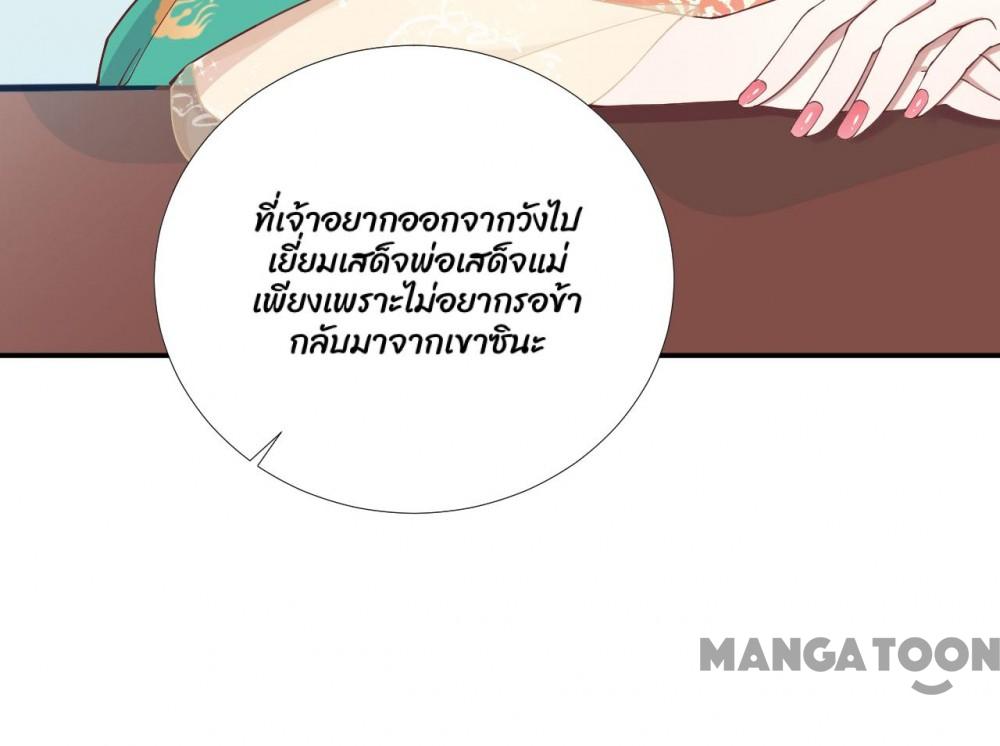 ที่เจ้าอยากออกจากวังไป
เยี่ยมเสด็จพ่อเสด็จแม่
เพียงเพราะไม่อยากรอข้า
กลับมาจากเขาซินะ
MANGATOON